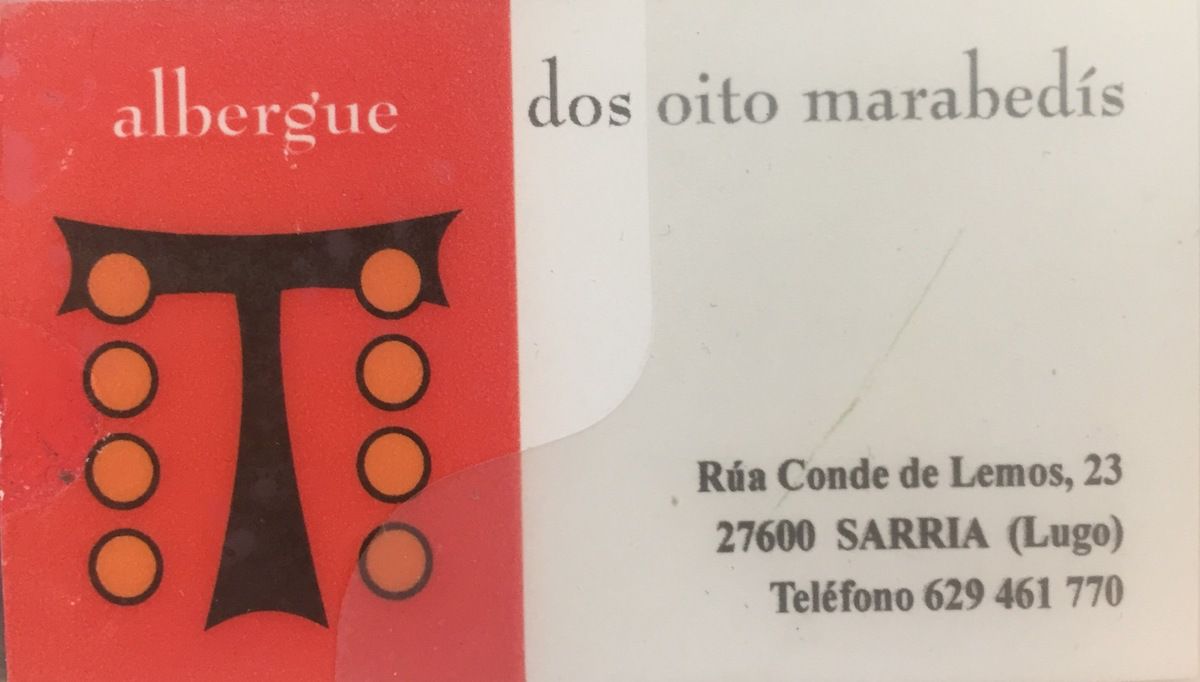 albergue dos oito marabedís
Rúa Conde de Lemos, 23
27600 SARRIA (Lugo)
Teléfono 629 461 770